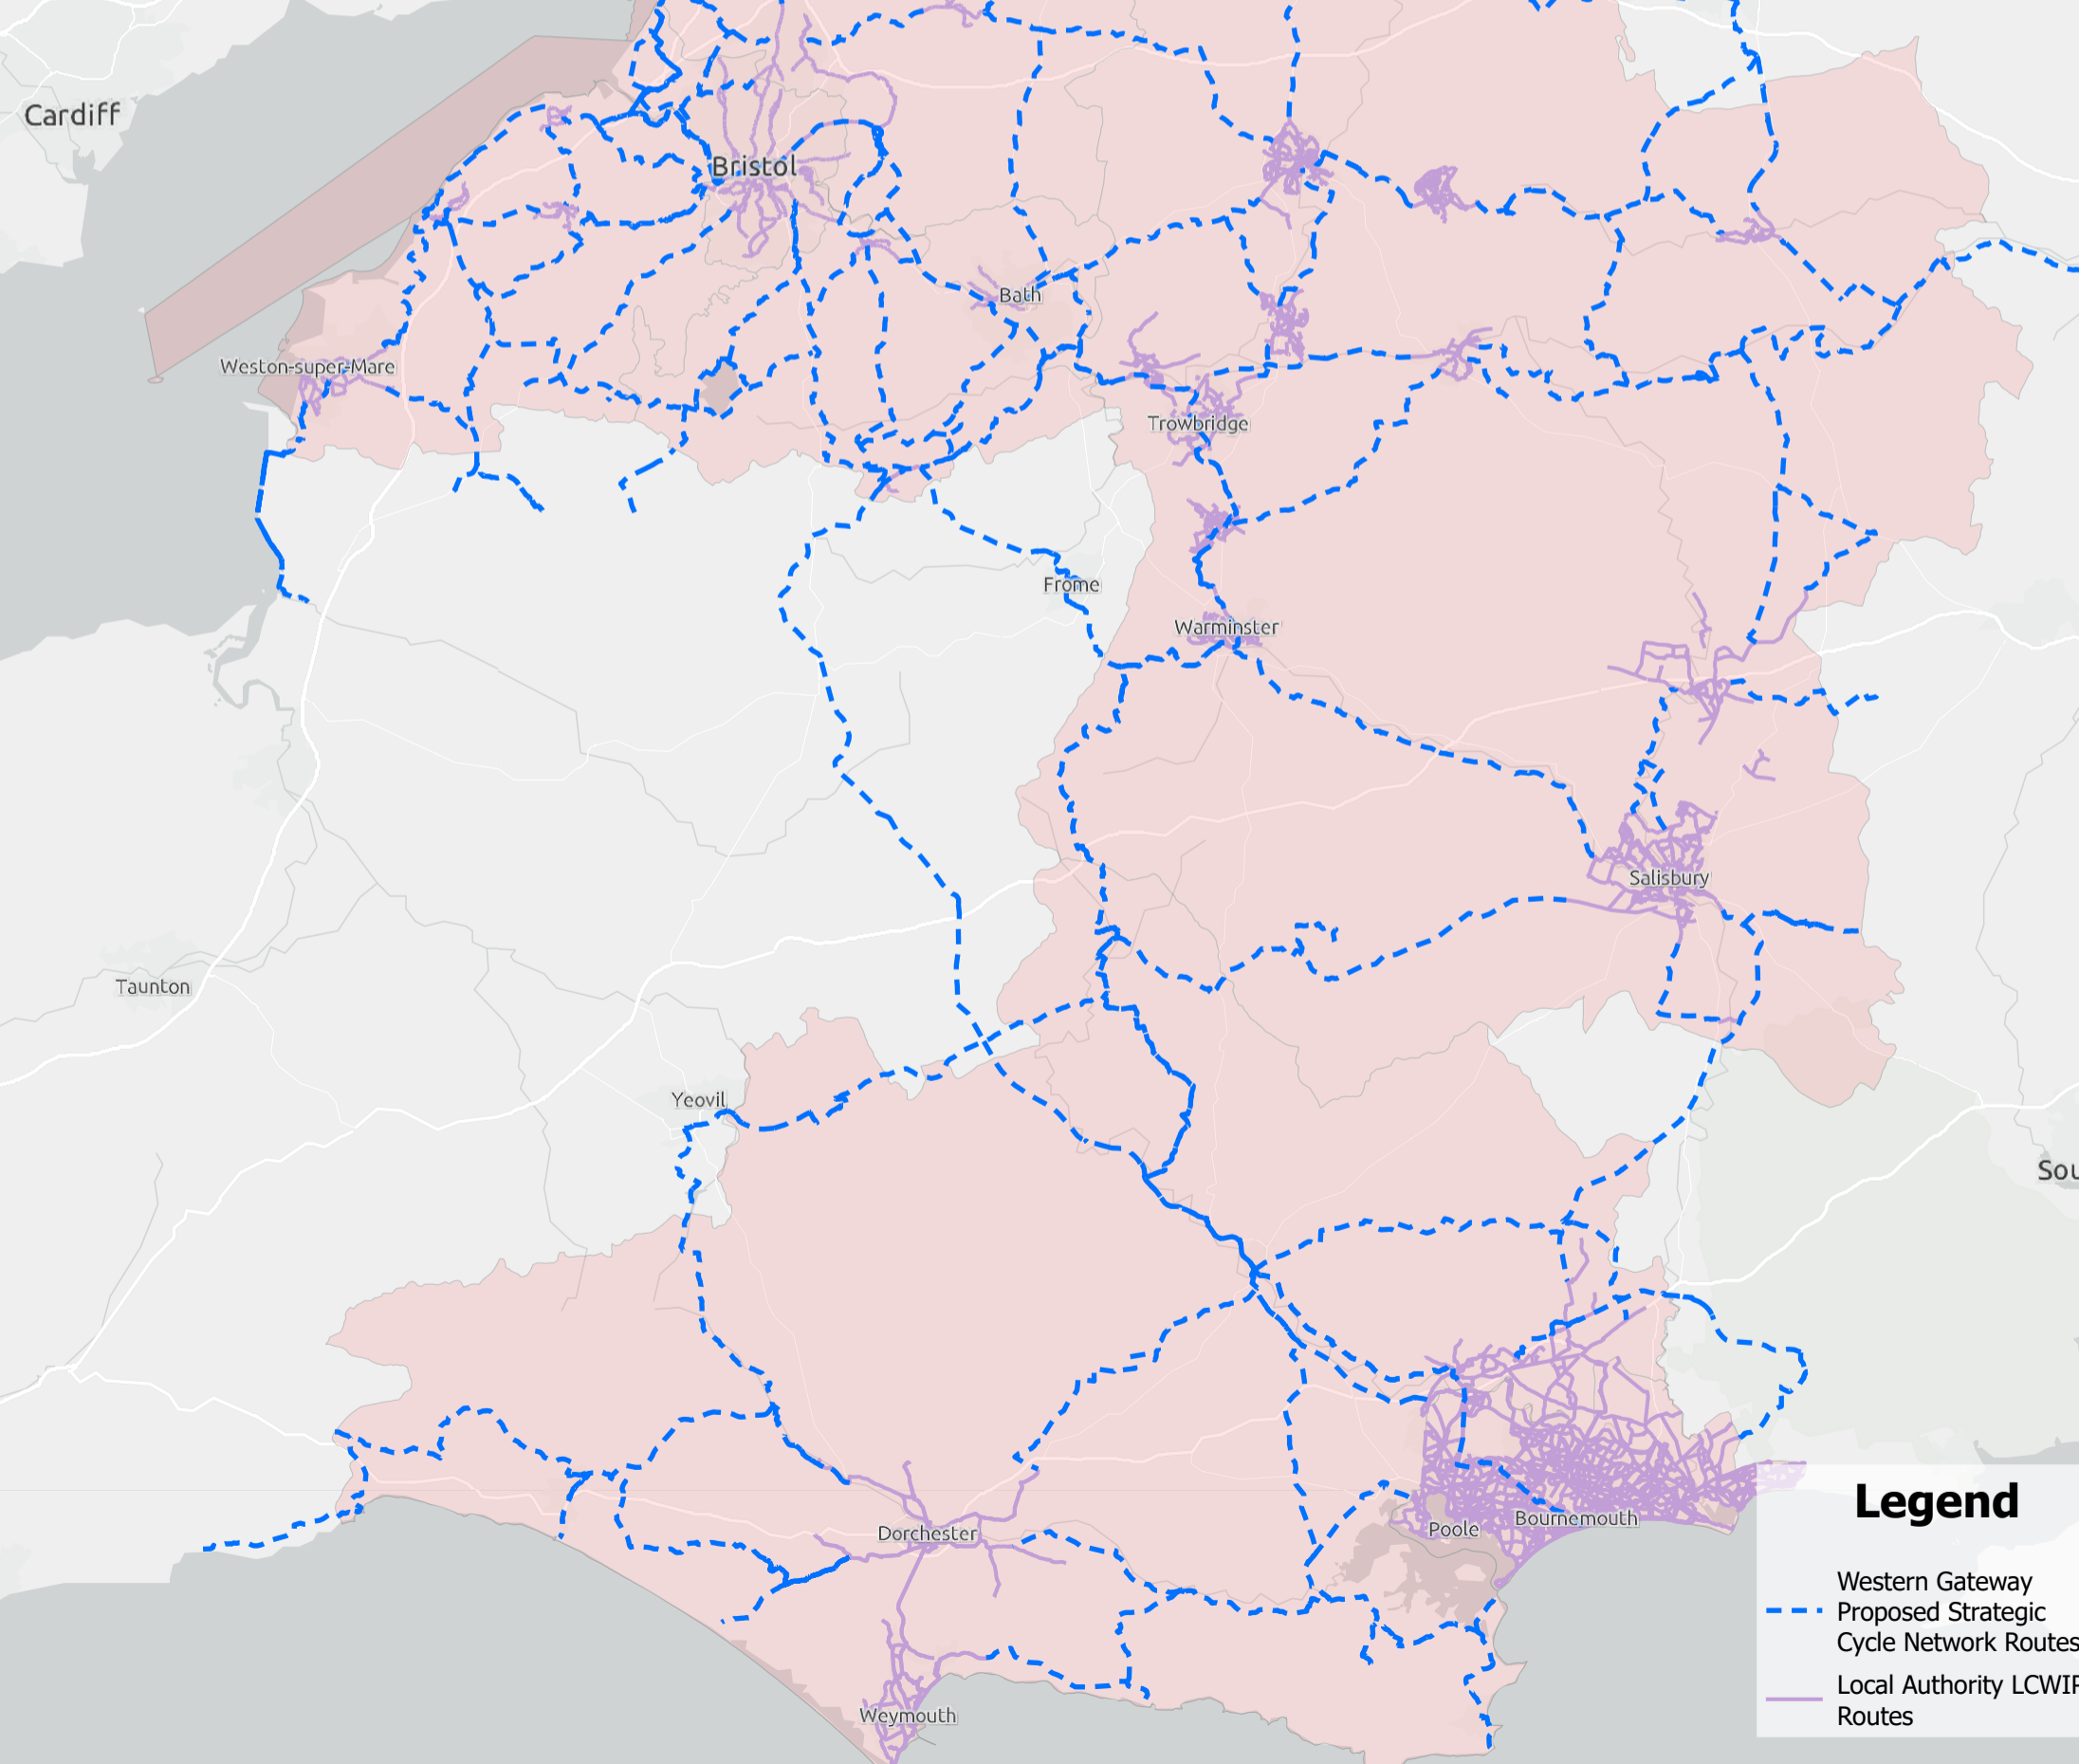 Cardiff
Bristol
Bath
Weston-super-Mare
Trowbridge
Frome
Warminster
Salisbury
Taunton
Yeovil
Sou
Legend
Western Gateway
Proposed Strategic
Cycle Network Routes
Local Authority LCWIP
Routes
Dorchester
Poole
Bournemouth
Weymouth